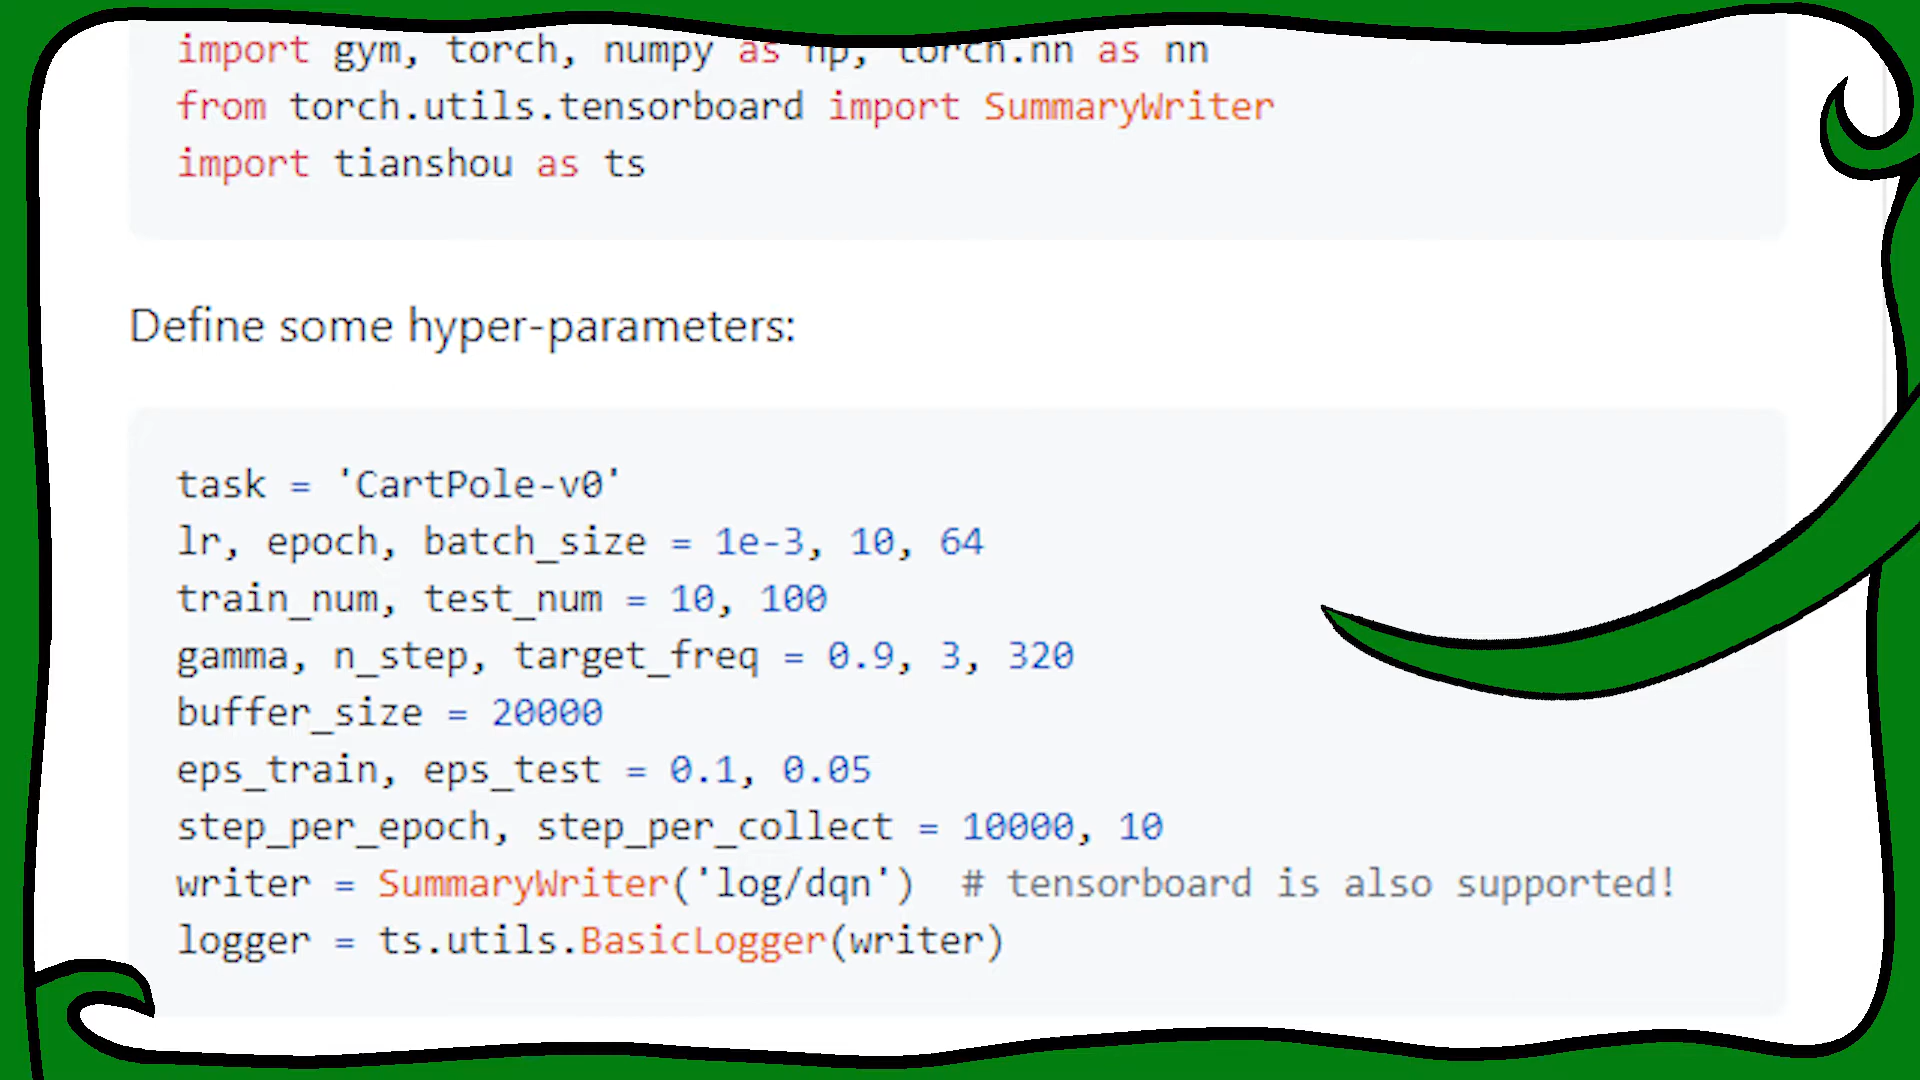 import gym, torch, numpy as np, torch.nn as nn
from torch.utils.tensorboard import SummaryWriter
import tianshou as ts
Define some hyper-parameters:
task = 'CartPole-v0'
lr, epoch, batch_size = 1e-3, 10, 64
train_num, test_num = 10, 100
gamma, n_step, target_freq = 0.9, 3, 320
buffer_size = 20000
eps_train, eps_test = 0.1, 0.05
step_per_epoch, step_per_collect = 10000, 10
writer = SummaryWriter('log/dqn')  # tensorboard is also supported!
logger = ts.utils.BasicLogger(writer)